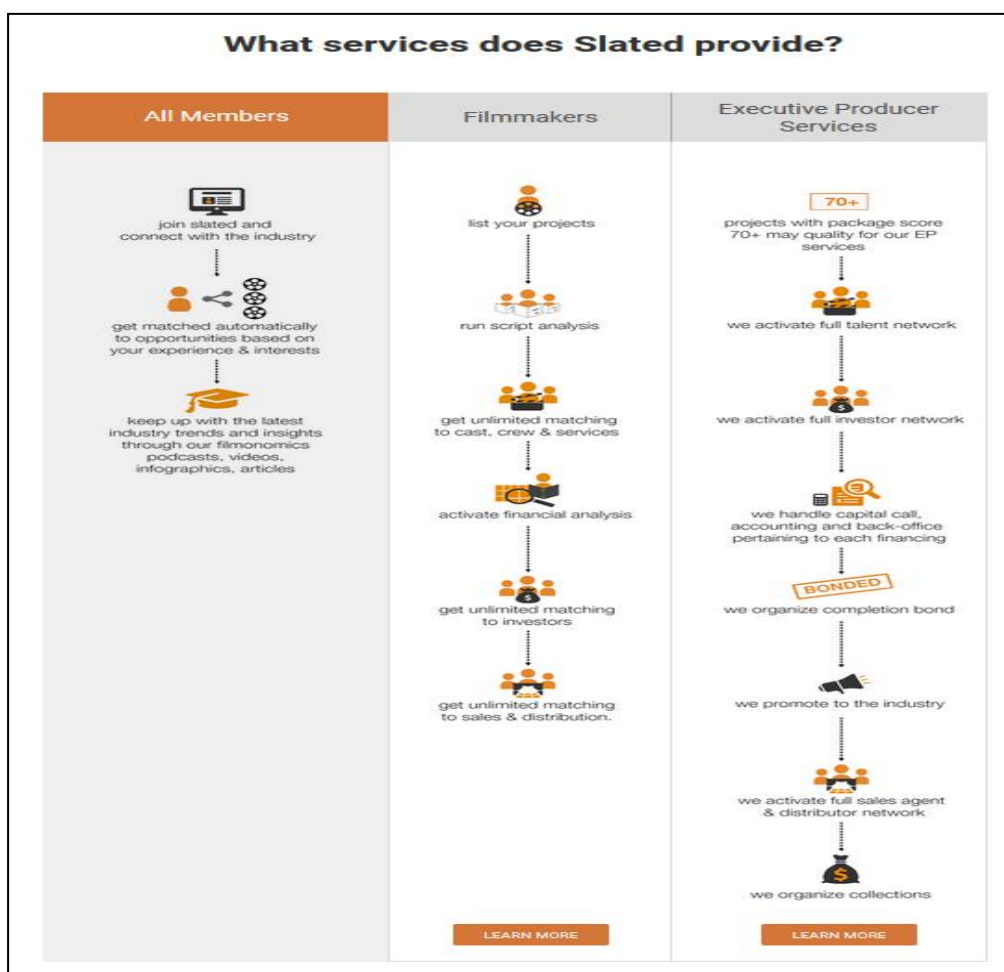 What services does Slated provide?
All Members
join slated and
connect with the industry
get matched automatically
to opportunities based on
your experience & interests
keep up with the latest
industry trends and insights
through our filmonomics
podcasts, videos,
infographics, articles
Filmmakers
list your projects
run script analysis
get unlimited matching
to cast, crew & services
activate financial analysis
get unlimited matching
to investors
get unlimited matching
to sales & distribution.
LEARN MORE
Executive Producer
Services
70+
projects with package score
70+ may quality for our EP
services
we activate full talent network
we activate full investor network
we handle capital call,
accounting and back-office
pertaining to each financing
BONDED
we organize completion bond
we promote to the industry
we activate full sales agent
& distributor network
we organize collections
LEARN MORE